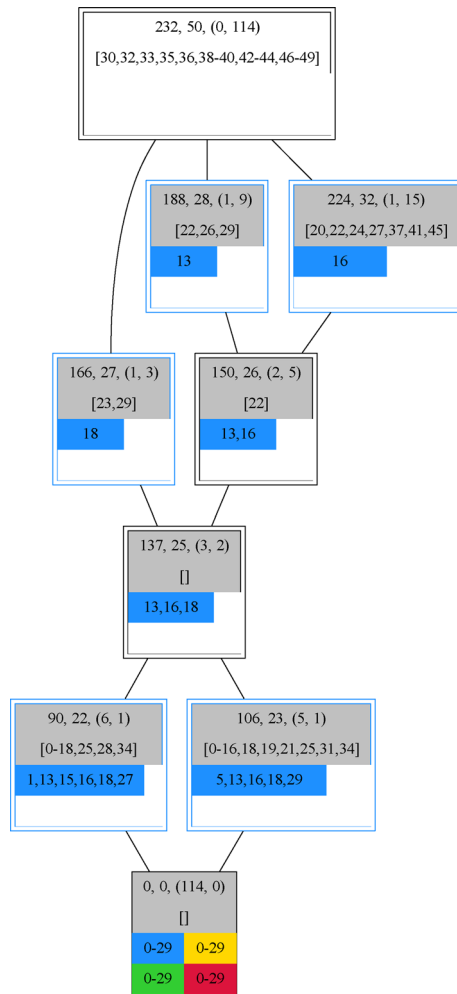 232, 50, (0, 114)
[30,32,33,35,36,38-40,42-44,46-49]
188, 28, (1, 9)
[22,26,29]
13
224, 32, (1, 15)
[20,22,24,27,37,41,45]
16
166, 27, (1, 3)
[23,29]
18
150, 26, (2, 5)
[22]
13,16
137, 25, (3, 2)
[]
13,16,18
90, 22, (6, 1)
[0-18,25,28,34]
1,13,15,16,18,27
106, 23, (5, 1)
[0-16,18,19,21,25,31,34]
5,13,16,18,29
0, 0, (114, 0)
[]
0-29 0-29
0-29 0-29